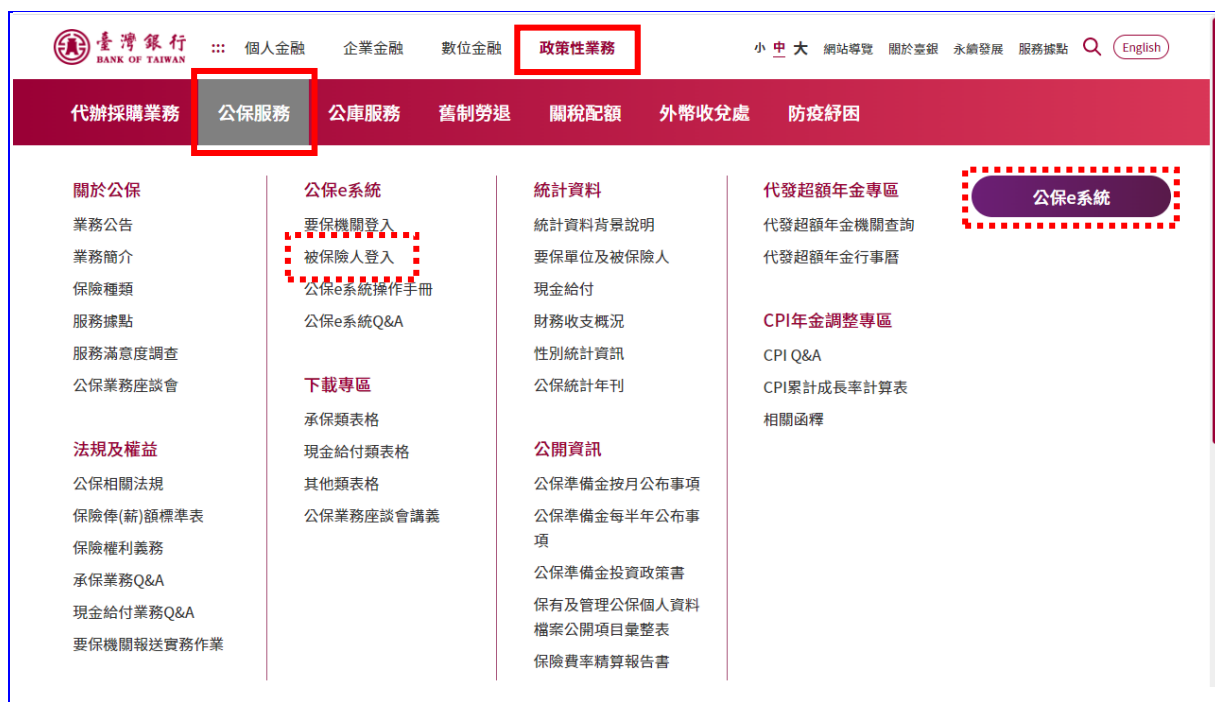 臺灣銀行
BANK OF TAIWAN
::: 個人金融 企業金融 數位金融 政策性業務 小 中 大 網站導覽 關於臺銀 永續發展 服務據點 English
代辦採購業務 公保服務 公庫服務 舊制勞退 關稅配額 外幣收兌處 防疫紓困
關於公保
業務公告
業務簡介
保險種類
服務據點
服務滿意度調查
公保業務座談會
法規及權益
公保相關法規
保險俸(薪)額標準表
保險權利義務
承保業務Q&A
現金給付業務Q&A
要保機關報送實務作業
公保e系統
要保機關登入
被保險人登入
公保e系統操作手冊
公保e系統Q&A
下載專區
承保類表格
現金給付類表格
其他類表格
公保業務座談會講義
統計資料
統計資料背景說明
要保單位及被保險人
現金給付
財務收支概況
性別統計資訊
公保統計年刊
公開資訊
公保準備金按月公布事項
公保準備金每半年公布事
項
公保準備金投資政策書
保有及管理公保個人資料
檔案公開項目彙整表
保險費率精算報告書
代發超額年金專區
代發超額年金機關查詢
代發超額年金行事曆
CPI年金調整專區
CPI Q&A
CPI累計成長率計算表
相關函釋
公保e系統